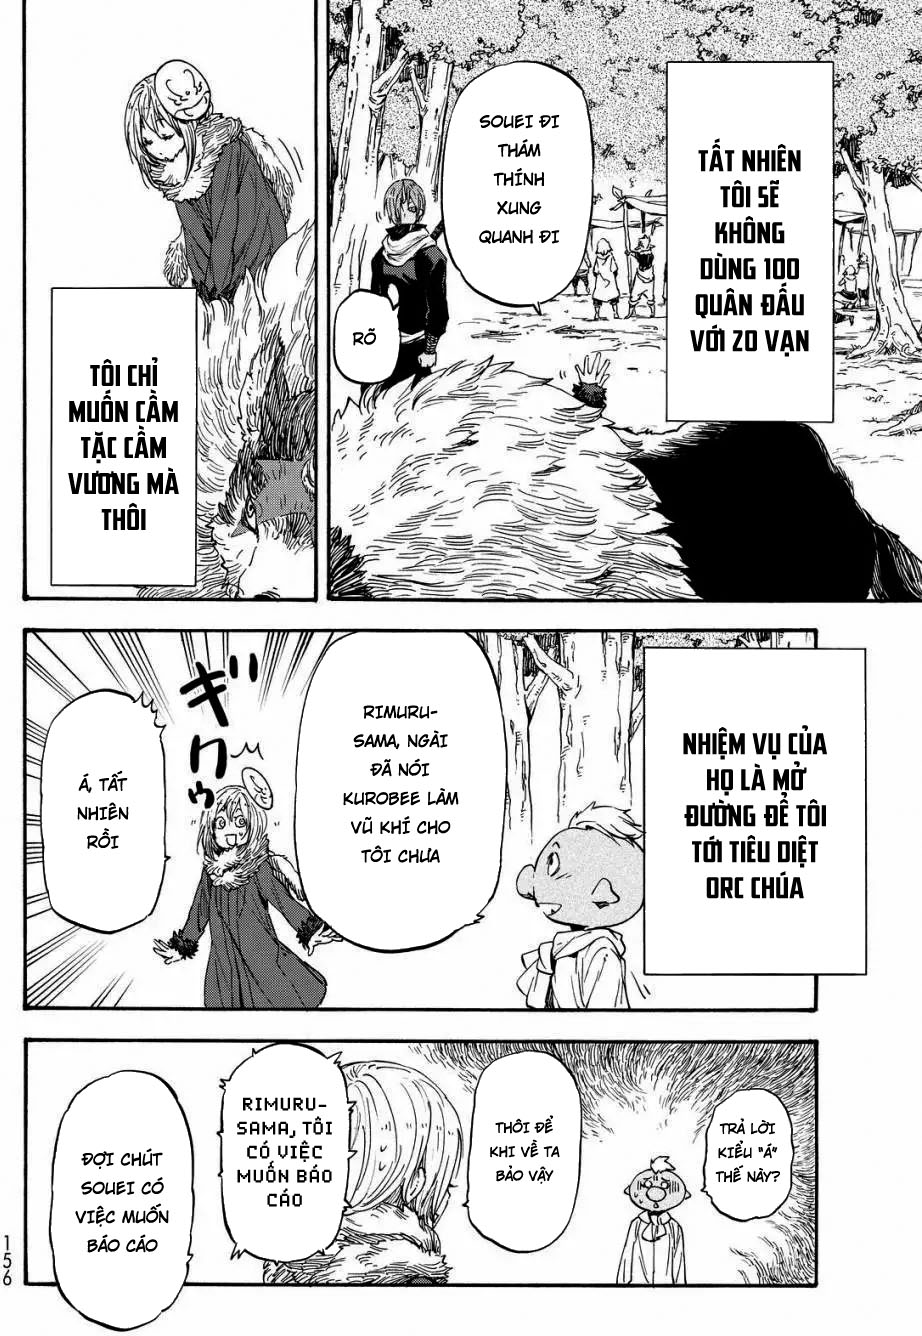 TẤT NHIÊN
TÔI SẼ
KHÔNG
DÙNG 100
QUÂN ĐẤU
VỚI 20 VẠN
SOUEI ĐI
THÁM
THÍNH
XUNG
QUANH ĐI
RÕ
TÔI CHỈ
MUỐN CẦM
TẶC CẦM
VƯƠNG MÀ
THÔI
NHIỆM VỤ CỦA
HỌ LÀ MỞ
ĐƯỜNG ĐỂ TÔI
TỚI TIÊU DIỆT
ORC CHÚA
RIMURU-
SAMA, NGÀI
ĐÃ NÓI
KUROBEE LÀM
VŨ KHÍ CHO
TÔI CHƯA
ギクゥ
Á, TẤT
NHIÊN
RỒI
TRẢ LỜI
KIỂU "Á"
THẾ NÀY?
THÔI ĐỂ
KHI VỀ TA
BẢO VẬY
RIMURU-
SAMA, TÔI
CÓ VIỆC
MUỐN BÁO
CÁO
ĐỢI CHÚT
SOUEI CÓ
VIỆC MUỐN
BÁO CÁO
156